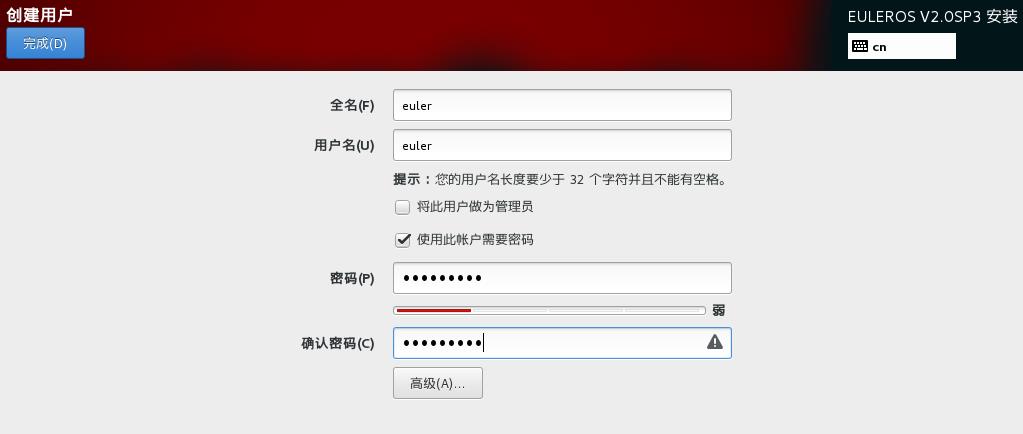 创建用户
EULEROS V2.0SP3 安装
完成(D)
cn
全名(F)
euler
用户名(U)
euler
提示：您的用户名长度要少于 32 个字符并且不能有空格。
将此用户做为管理员
使用此帐户需要密码
密码(P)
●●●●●●●●●
弱
确认密码(C)
●●●●●●●●●
高级(A)...